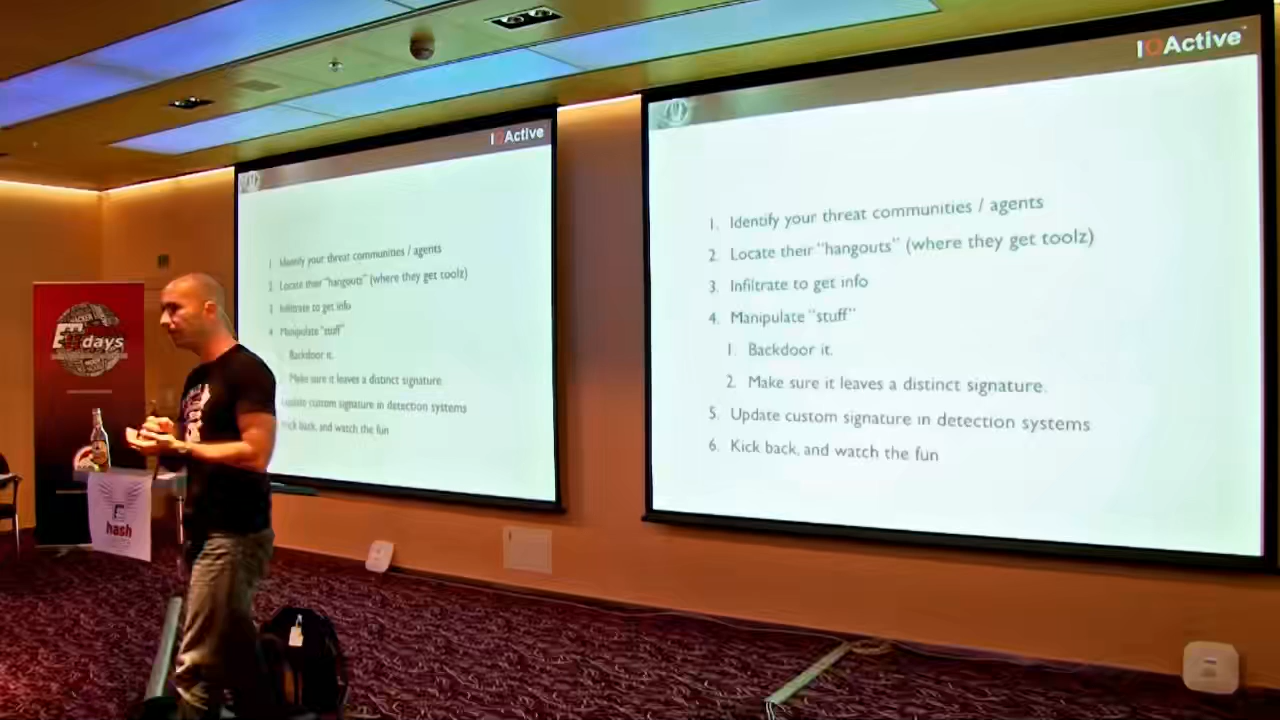 IOActive
1. Identify your threat communities / agents
2. Locate their "hangouts" (where they get toolz)
3. Infiltrate to get info
4. Manipulate "stuff"
Backdoor it.
Make sure it leaves a distinct signature.
Update custom signature in detection systems
Kick back, and watch the fun
IOActive
1. Identify your threat communities / agents
2. Locate their "hangouts" (where they get toolz)
3. Infiltrate to get info
4. Manipulate "stuff"
1. Backdoor it.
2. Make sure it leaves a distinct signature.
5. Update custom signature in detection systems
6. Kick back, and watch the fun
days
hash